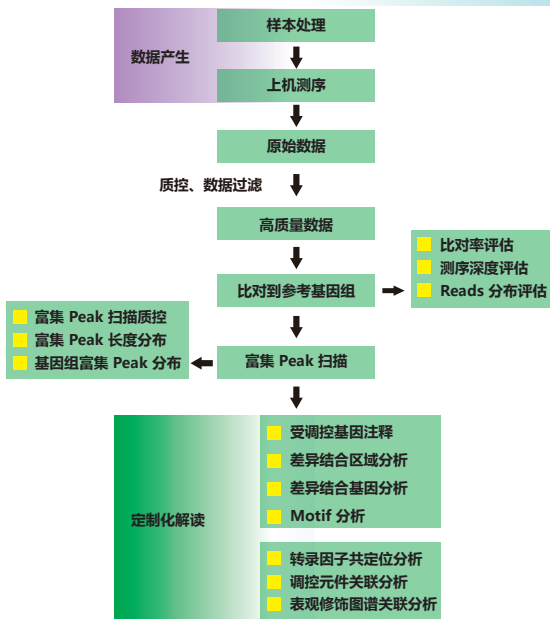 样本处理
数据产生
上机测序
原始数据
质控、数据过滤
高质量数据
比对到参考基因组
比对率评估
测序深度评估
Reads 分布评估
富集 Peak 扫描
富集 Peak 扫描质控
富集 Peak 长度分布
基因组富集 Peak 分布
定制化解读
受调控基因注释
差异结合区域分析
差异结合基因分析
Motif 分析
转录因子共定位分析
调控元件关联分析
表观修饰图谱关联分析